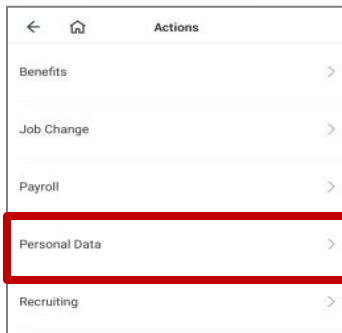 Actions
Benefits
Job Change
Payroll
Personal Data
Recruiting